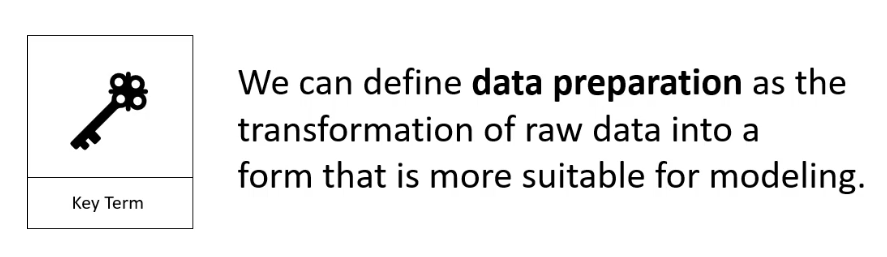 We can define data preparation as the
transformation of raw data into a
form that is more suitable for modeling.
Key Term